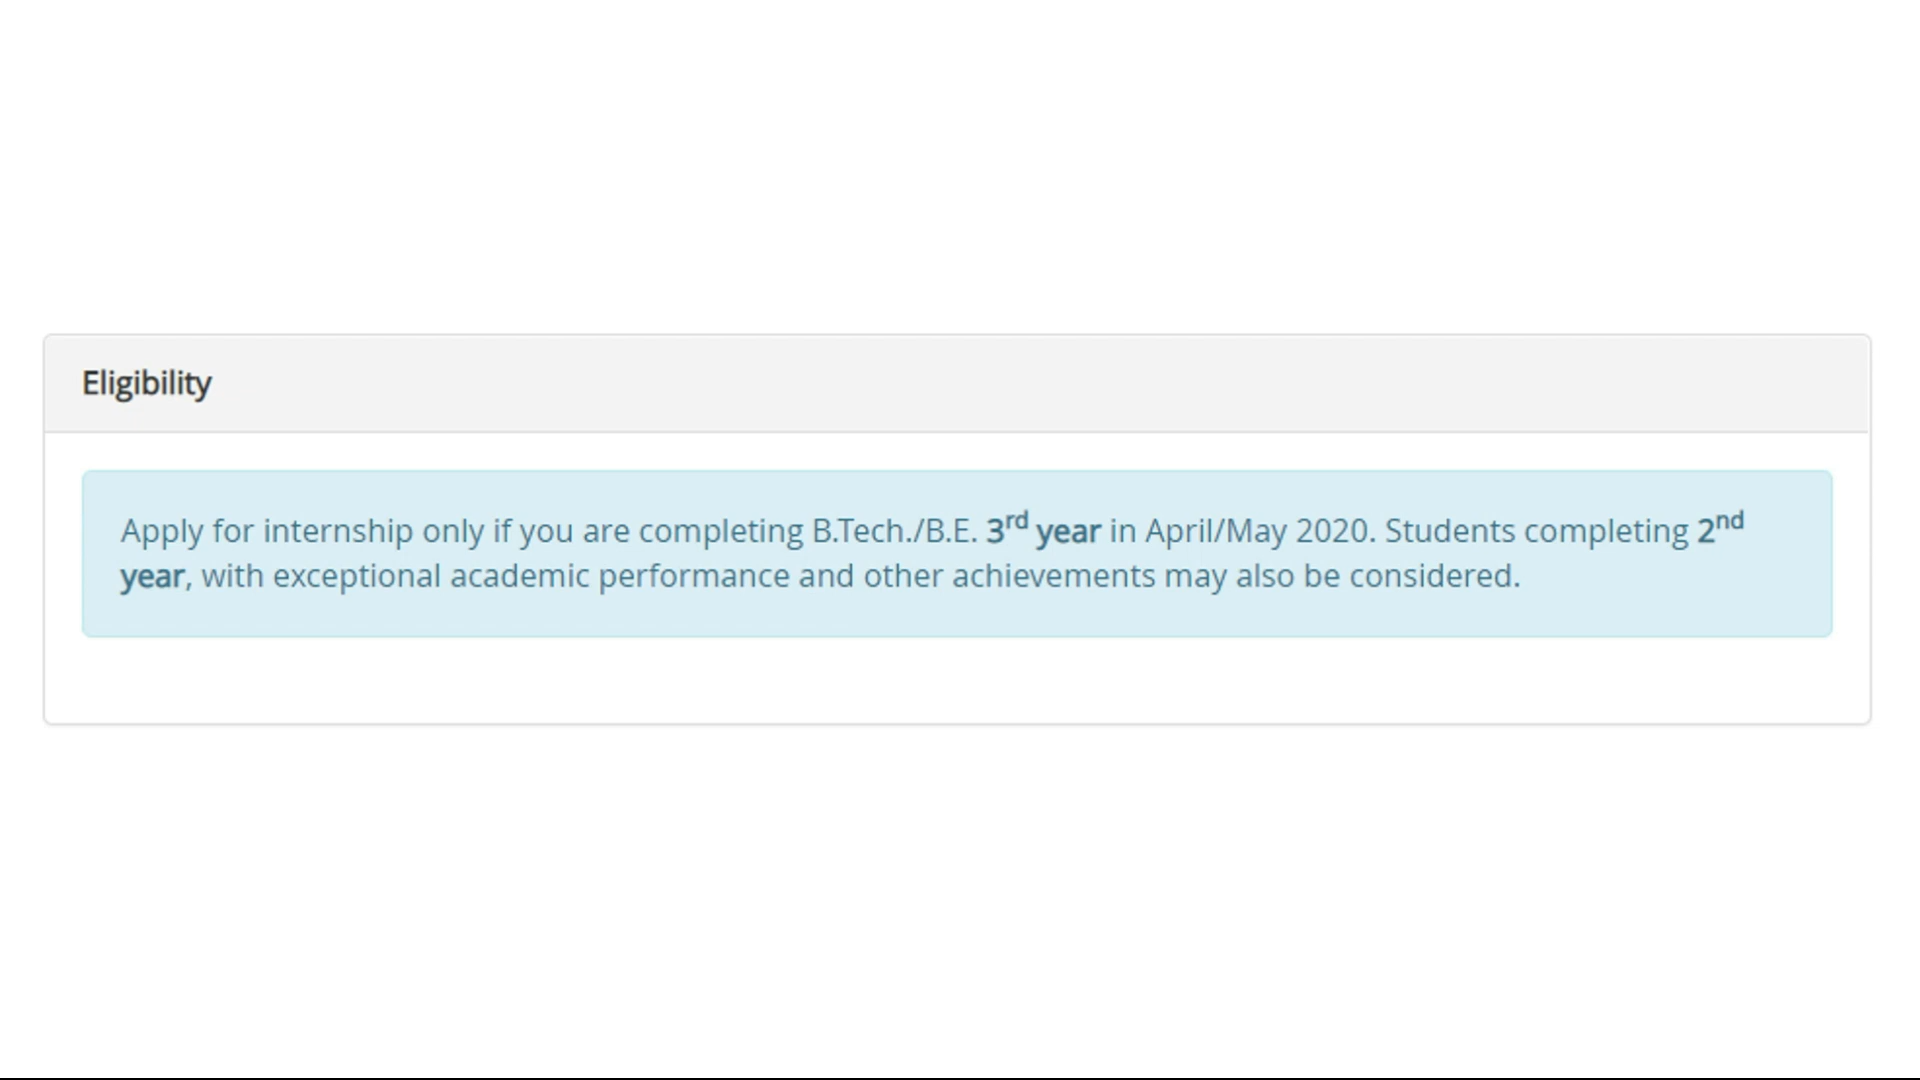 Eligibility
Apply for internship only if you are completing B.Tech./B.E. 3rd year in April/May 2020. Students completing 2nd
year, with exceptional academic performance and other achievements may also be considered.